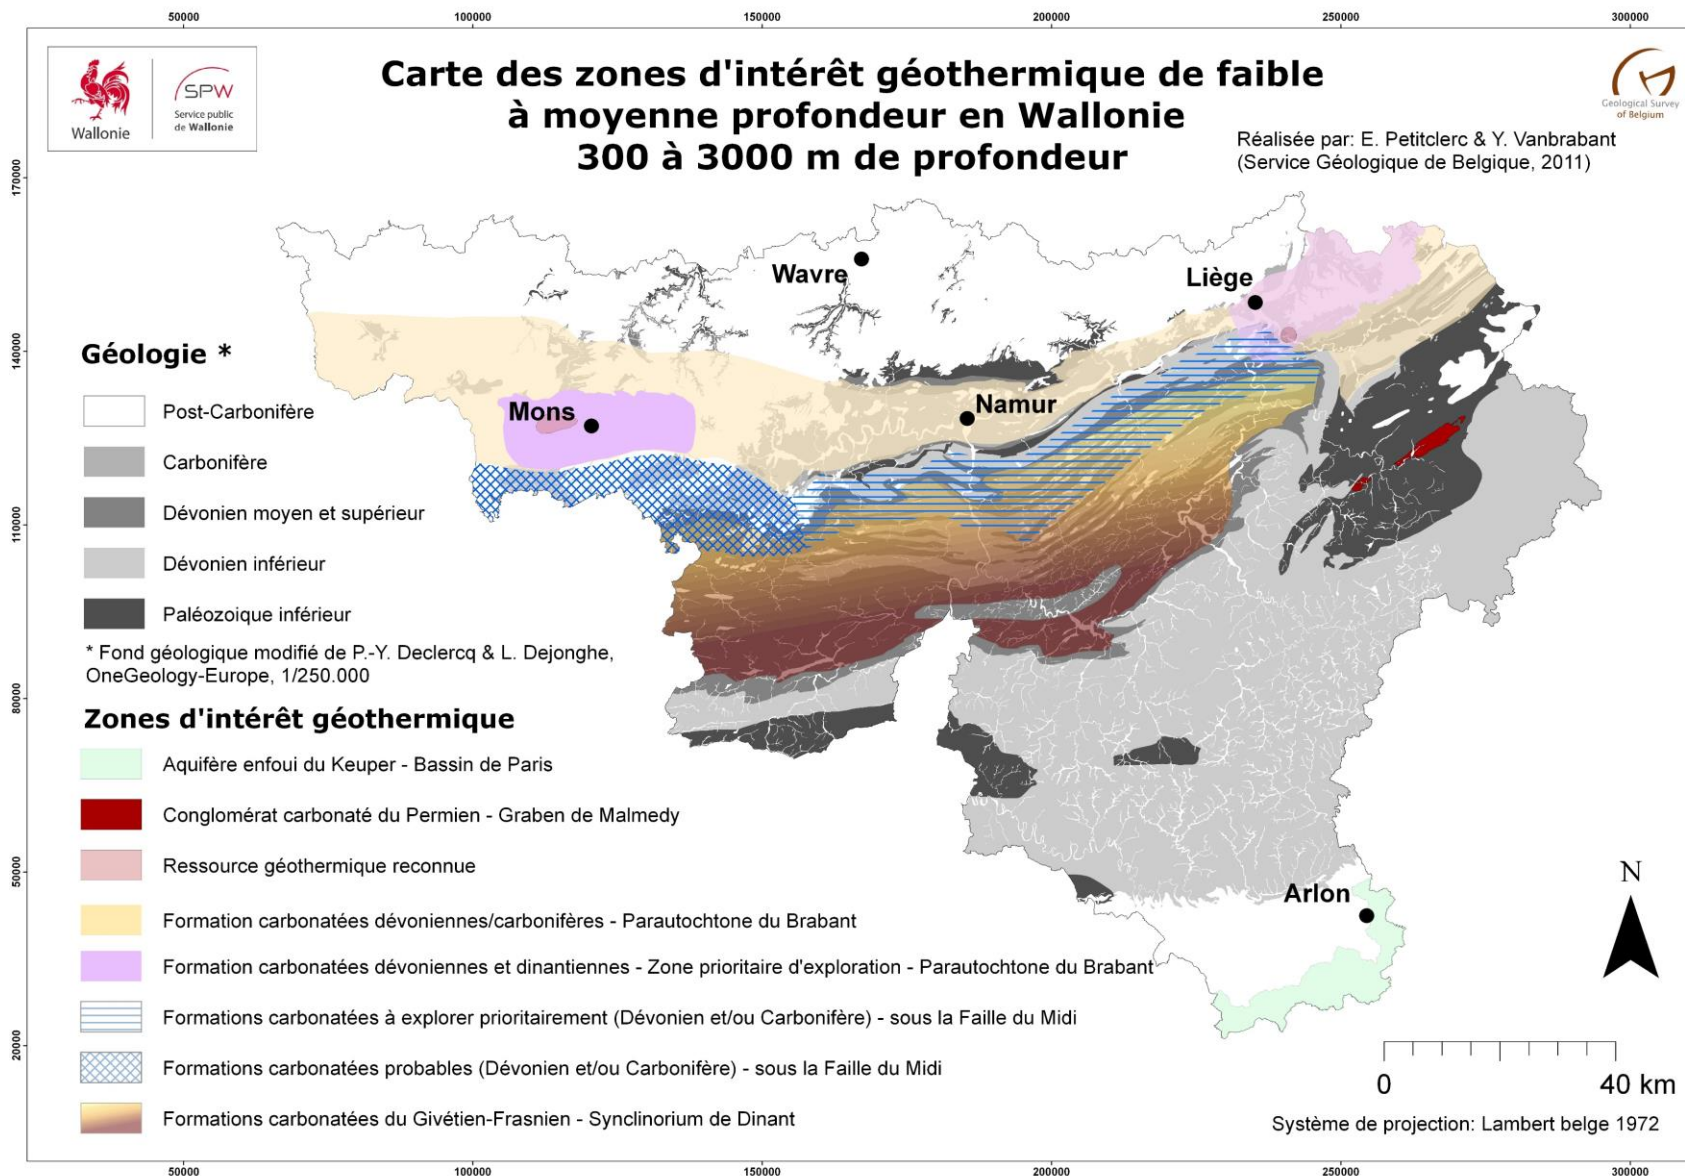 50000 100000 150000 200000 250000 300000
Carte des zones d'intérêt géothermique de faible
à moyenne profondeur en Wallonie
300 à 3000 m de profondeur
Wallonie
SPW
Service public
de Wallonie
Geological Survey
of Belgium
Réalisée par: E. Petitclerc & Y. Vanbrabant
(Service Géologique de Belgique, 2011)
170000
140000
110000
80000
50000
20000
Wavre
Liège
Mons
Namur
Arlon
Géologie *
Post-Carbonifère
Carbonifère
Dévonien moyen et supérieur
Dévonien inférieur
Paléozoique inférieur
* Fond géologique modifié de P.-Y. Declercq & L. Dejonghe,
OneGeology-Europe, 1/250.000
Zones d'intérêt géothermique
Aquifère enfoui du Keuper - Bassin de Paris
Conglomérat carbonaté du Permien - Graben de Malmedy
Ressource géothermique reconnue
Formation carbonatées dévoniennes/carbonifères - Parautochtone du Brabant
Formation carbonatées dévoniennes et dinantiennes - Zone prioritaire d'exploration - Parautochtone du Brabant
Formations carbonatées à explorer prioritairement (Dévonien et/ou Carbonifère) - sous la Faille du Midi
Formations carbonatées probables (Dévonien et/ou Carbonifère) - sous la Faille du Midi
Formations carbonatées du Givétien-Frasnien - Synclinorium de Dinant
N
0 40 km
Système de projection: Lambert belge 1972
50000 100000 150000 200000 250000 300000